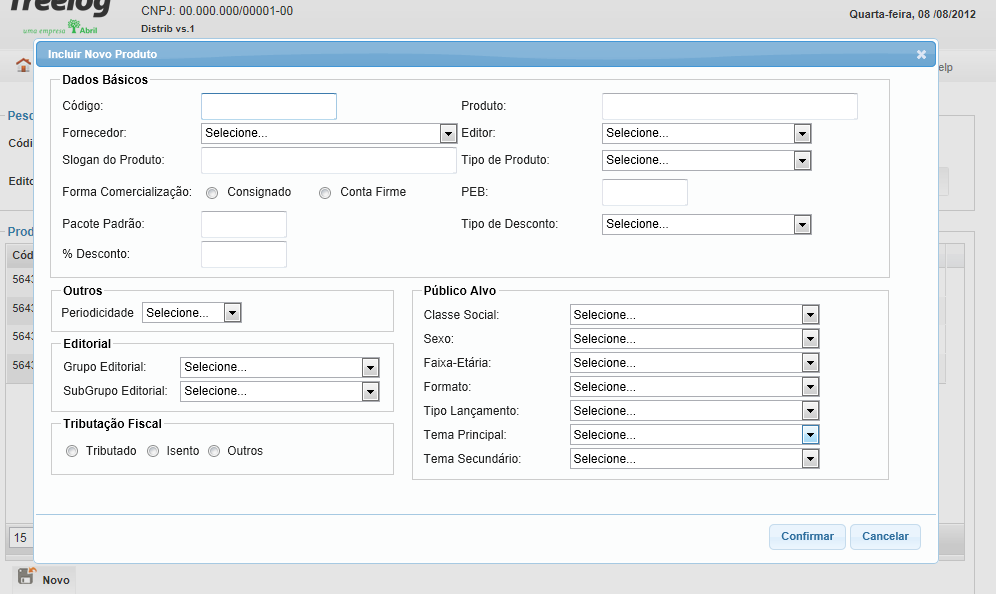 Treelog
uma empresa Abril
CNPJ: 00.000.000/00001-00
Distrib vs.1
Quarta-feira, 08 /08/2012
Incluir Novo Produto
elp
Pesq
Códi
Edito
Prod
Cód
5643
5643
5643
5643
15
Novo
Dados Básicos
Código:
Produto:
Fornecedor: Selecione...
Editor: Selecione...
Slogan do Produto:
Tipo de Produto: Selecione...
Forma Comercialização: Consignado Conta Firme
PEB:
Pacote Padrão:
Tipo de Desconto: Selecione...
% Desconto:
Outros
Periodicidade Selecione...
Editorial
Grupo Editorial: Selecione...
SubGrupo Editorial: Selecione...
Tributação Fiscal
Tributado Isento Outros
Público Alvo
Classe Social: Selecione...
Sexo: Selecione...
Faixa-Etária: Selecione...
Formato: Selecione...
Tipo Lançamento: Selecione...
Tema Principal: Selecione...
Tema Secundário: Selecione...
Confirmar Cancelar